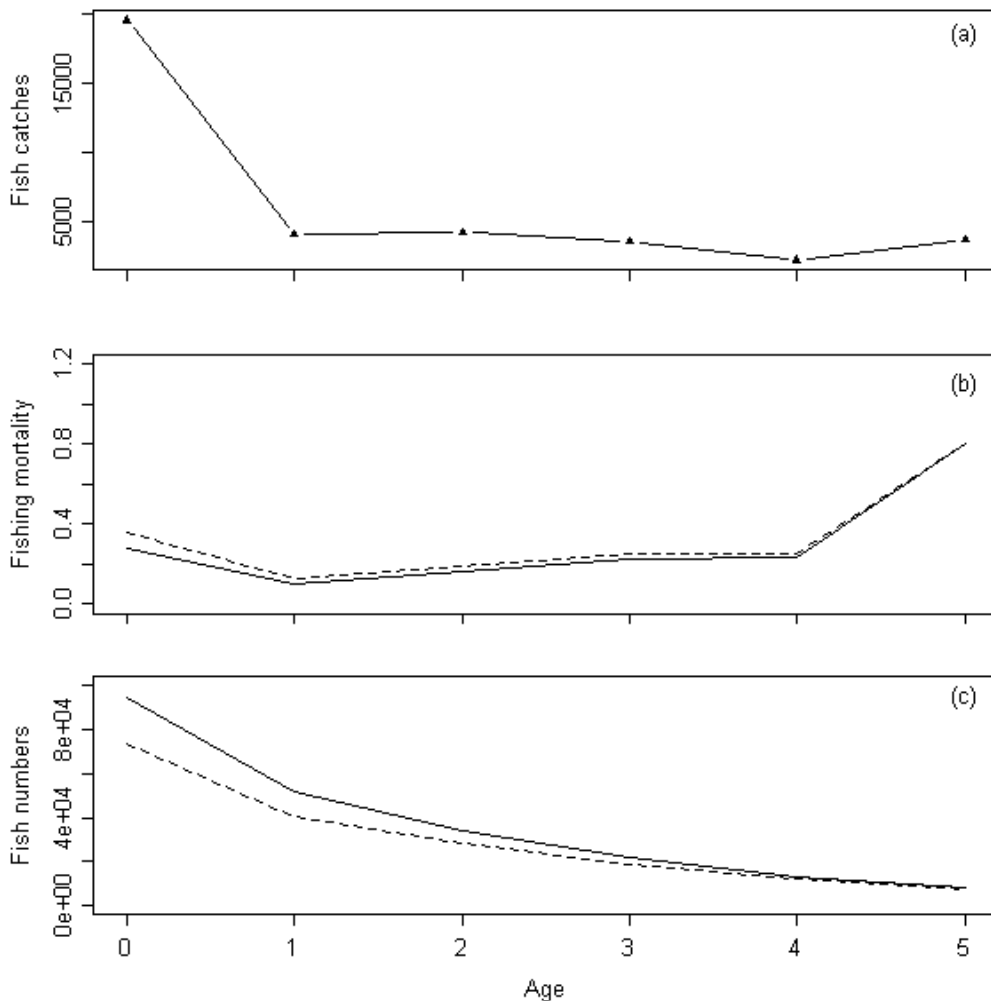 (a)
Fish catches
15000
5000
(b)
Fishing mortality
1.2
0.8
0.4
0.0
(c)
Fish numbers
8e+04
4e+04
0e+00
0 1 2 3 4 5
Age